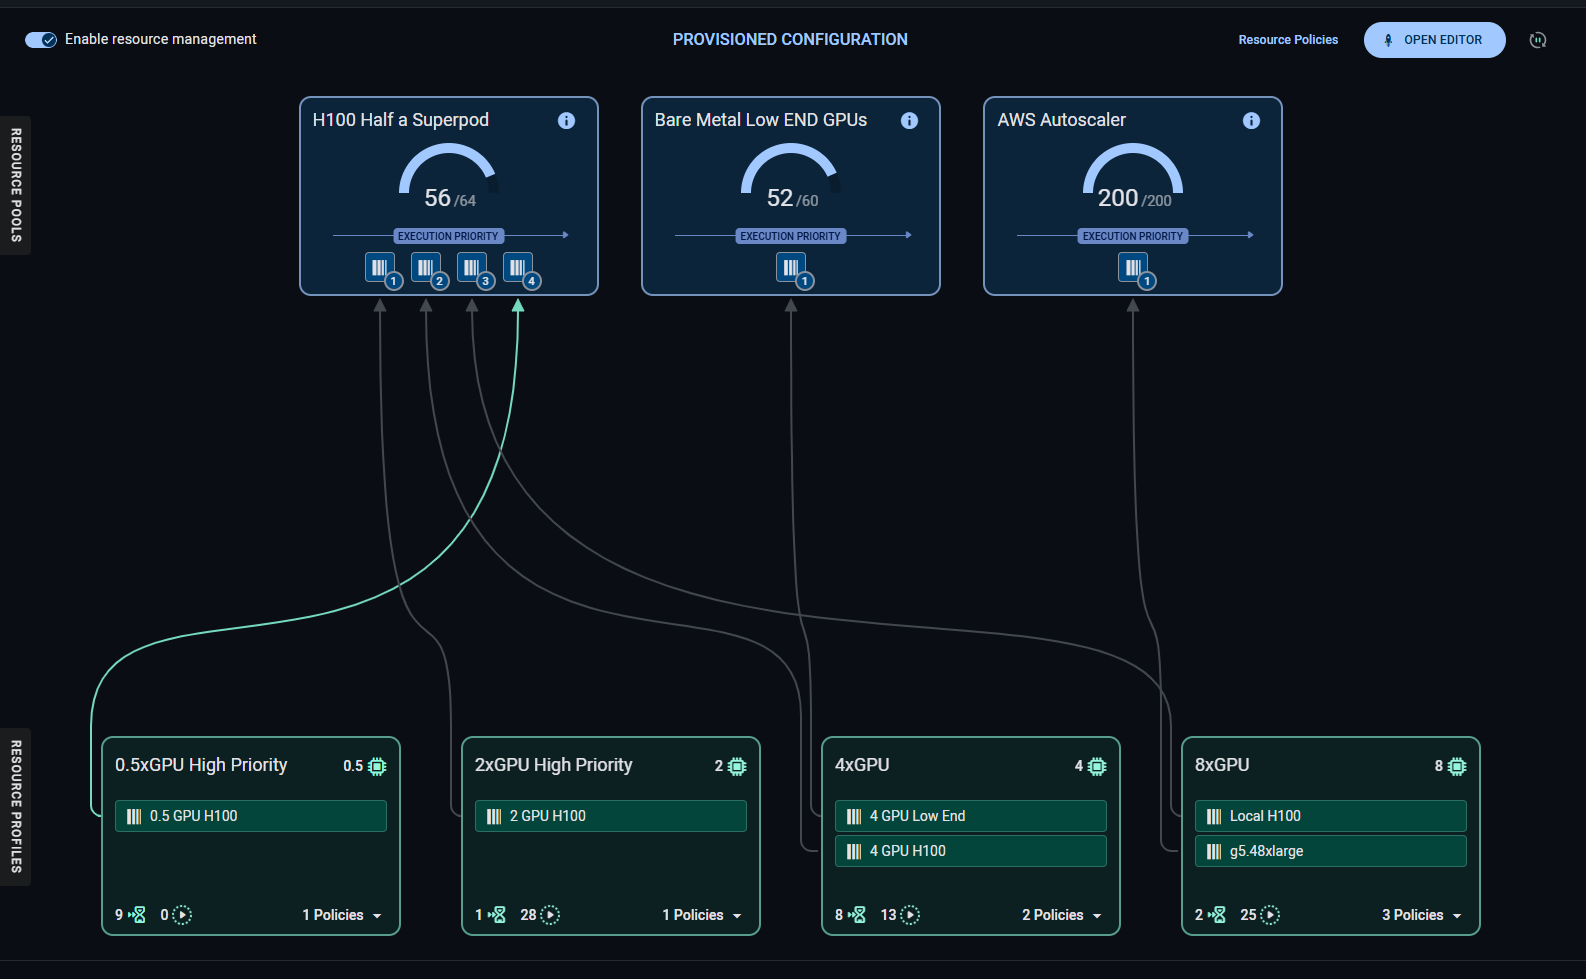 Enable resource management
PROVISIONED CONFIGURATION
Resource Policies
OPEN EDITOR
RESOURCE POOLS
H100 Half a Superpod
56/64
EXECUTION PRIORITY
1
2
3
4
Bare Metal Low END GPUs
52/60
EXECUTION PRIORITY
1
AWS Autoscaler
200/200
EXECUTION PRIORITY
1
RESOURCE PROFILES
0.5xGPU High Priority
0.5
0.5 GPU H100
9
0
1 Policies
2xGPU High Priority
2
2 GPU H100
1
28
1 Policies
4xGPU
4
4 GPU Low End
4 GPU H100
8
13
2 Policies
8xGPU
8
Local H100
g5.48xlarge
2
25
3 Policies